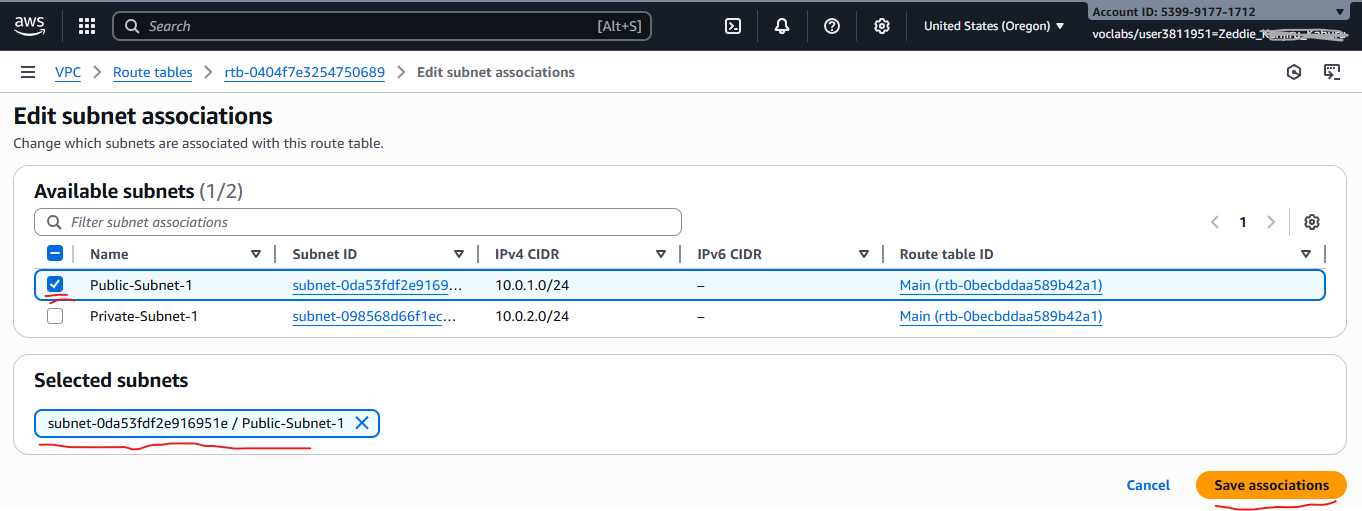 aws Search [Alt+S] United States (Oregon) Account ID: 5399-9177-1712
voclabs/user3811951=Zeddie_
VPC Route tables rtb-0404f7e3254750689 Edit subnet associations
Edit subnet associations
Change which subnets are associated with this route table.
Available subnets (1/2)
Filter subnet associations 1
Name Subnet ID IPv4 CIDR IPv6 CIDR Route table ID
Public-Subnet-1 subnet-0da53fdf2e9169… 10.0.1.0/24 – Main (rtb-0becbddaa589b42a1)
Private-Subnet-1 subnet-098568d66f1ec… 10.0.2.0/24 – Main (rtb-0becbddaa589b42a1)
Selected subnets
subnet-0da53fdf2e916951e / Public-Subnet-1
Cancel Save associations